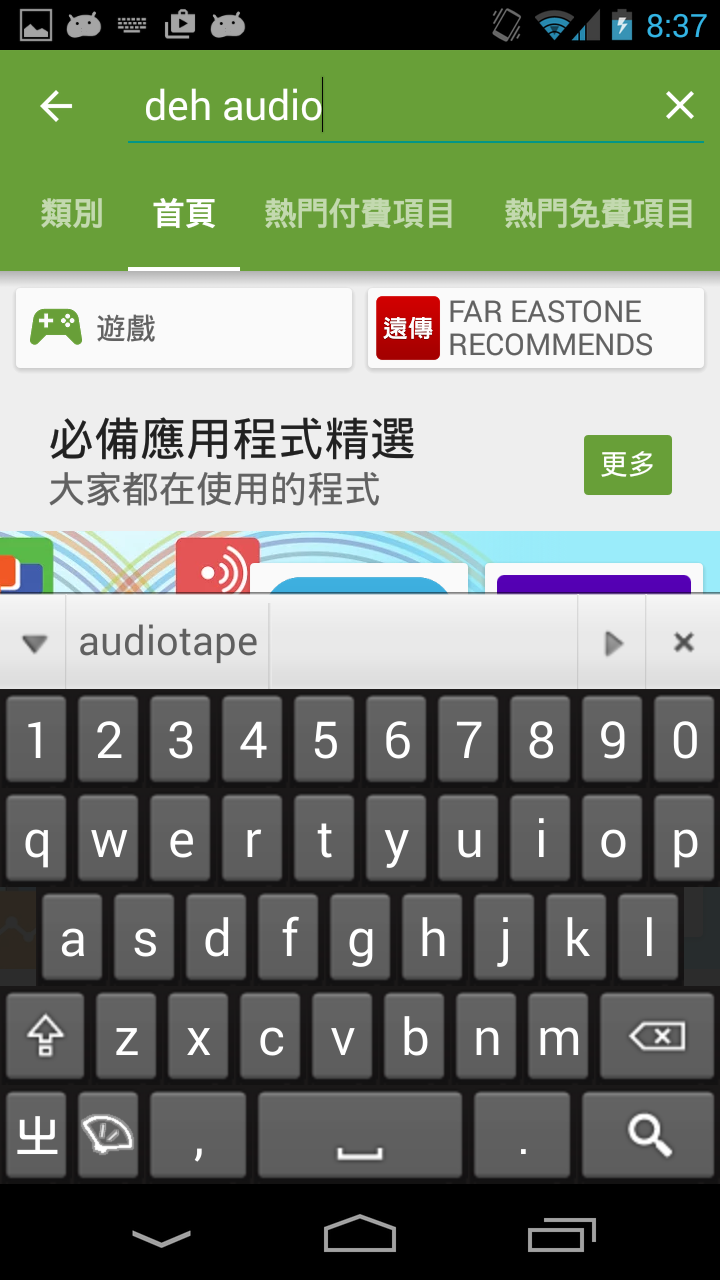 8:37
deh audio
類別 首頁 熱門付費項目 熱門免費項目
遊戲
遠傳 FAR EASTONE
RECOMMENDS
必備應用程式精選
大家都在使用的程式
更多
audiotape
1 2 3 4 5 6 7 8 9 0
q w e r t y u i o p
a s d f g h j k l
z x c v b n m
ㄓ , .